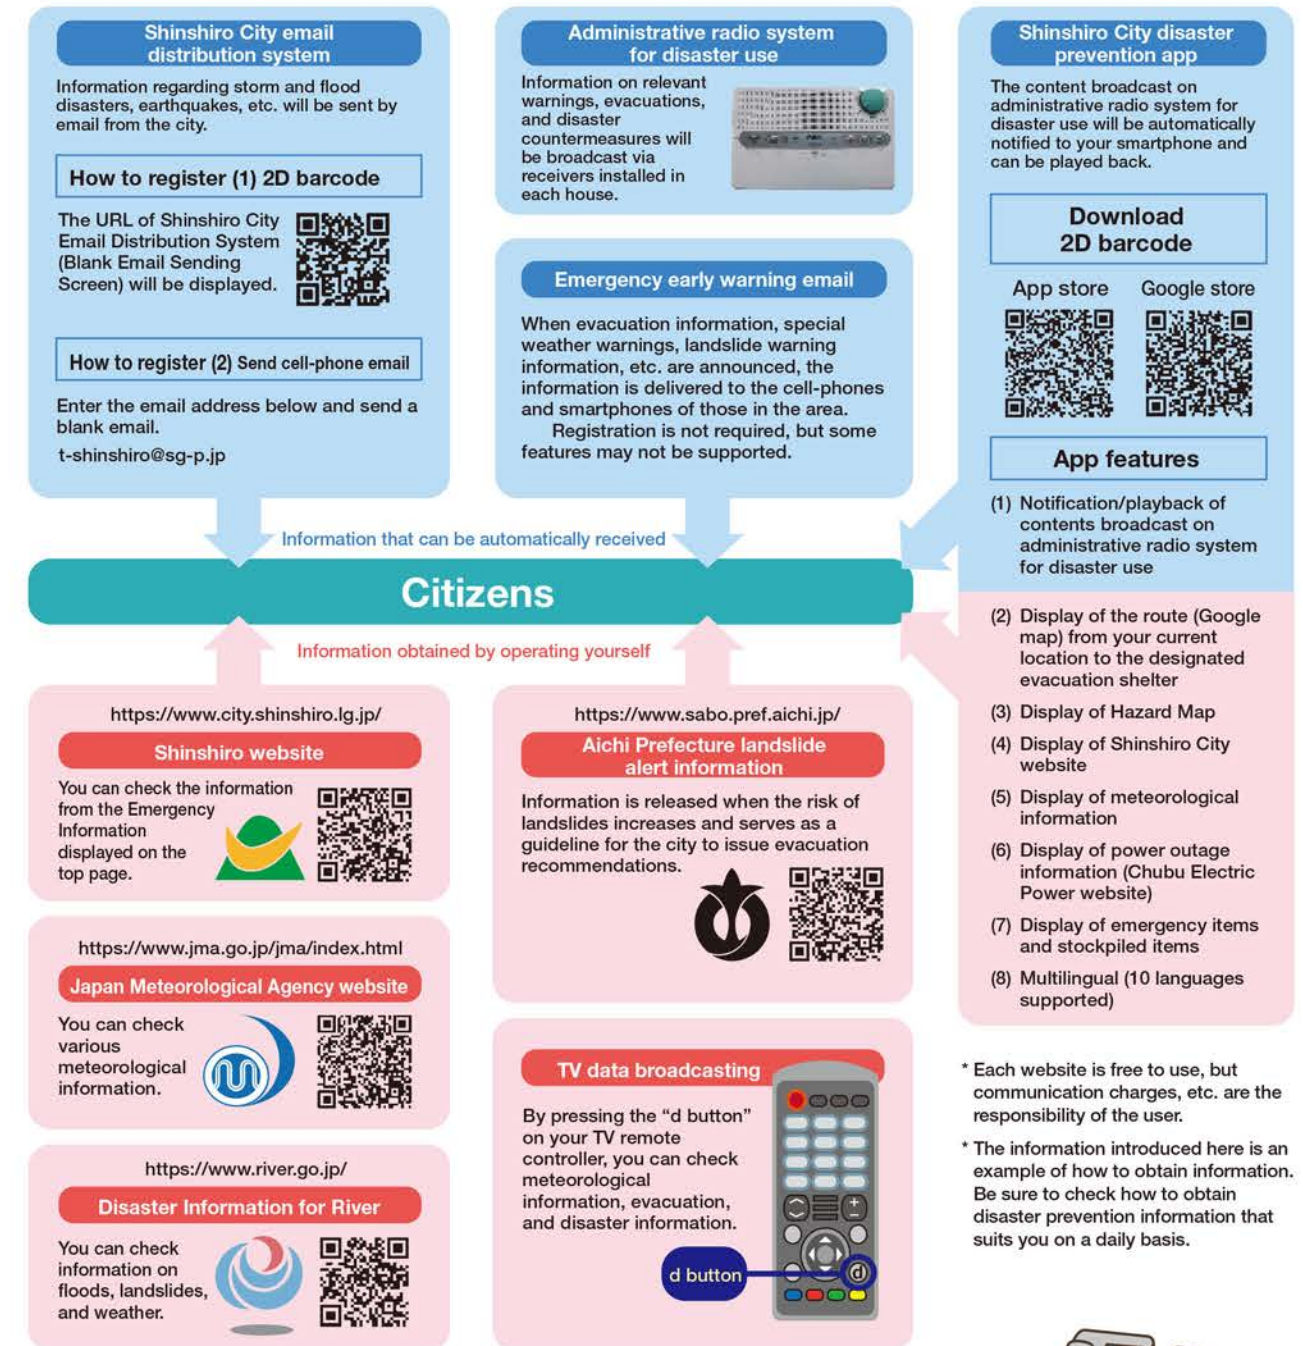 Shinshiro City email
distribution system
Information regarding storm and flood
disasters, earthquakes, etc. will be sent by
email from the city.
How to register (1) 2D barcode
The URL of Shinshiro City
Email Distribution System
(Blank Email Sending
Screen) will be displayed.
How to register (2) Send cell-phone email
Enter the email address below and send a
blank email.
t-shinshiro@sg-p.jp
Administrative radio system
for disaster use
Information on relevant
warnings, evacuations,
and disaster
countermeasures will
be broadcast via
receivers installed in
each house.
Emergency early warning email
When evacuation information, special
weather warnings, landslide warning
information, etc. are announced, the
information is delivered to the cell-phones
and smartphones of those in the area.
Registration is not required, but some
features may not be supported.
Shinshiro City disaster
prevention app
The content broadcast on
administrative radio system for
disaster use will be automatically
notified to your smartphone and
can be played back.
Download
2D barcode
App store
Google store
App features
(1) Notification/playback of
contents broadcast on
administrative radio system
for disaster use
(2) Display of the route (Google
map) from your current
location to the designated
evacuation shelter
(3) Display of Hazard Map
(4) Display of Shinshiro City
website
(5) Display of meteorological
information
(6) Display of power outage
information (Chubu Electric
Power website)
(7) Display of emergency items
and stockpiled items
(8) Multilingual (10 languages
supported)
Information that can be automatically received
Citizens
Information obtained by operating yourself
https://www.city.shinshiro.lg.jp/
Shinshiro website
You can check the information
from the Emergency
Information
displayed on the
top page.
https://www.jma.go.jp/jma/index.html
Japan Meteorological Agency website
You can check
various
meteorological
information.
https://www.river.go.jp/
Disaster Information for River
You can check
information on
floods, landslides,
and weather.
https://www.sabo.pref.aichi.jp/
Aichi Prefecture landslide
alert information
Information is released when the risk of
landslides increases and serves as a
guideline for the city to issue evacuation
recommendations.
TV data broadcasting
By pressing the “d button”
on your TV remote
controller, you can check
meteorological
information, evacuation,
and disaster information.
d button
d
* Each website is free to use, but
communication charges, etc. are the
responsibility of the user.
* The information introduced here is an
example of how to obtain information.
Be sure to check how to obtain
disaster prevention information that
suits you on a daily basis.